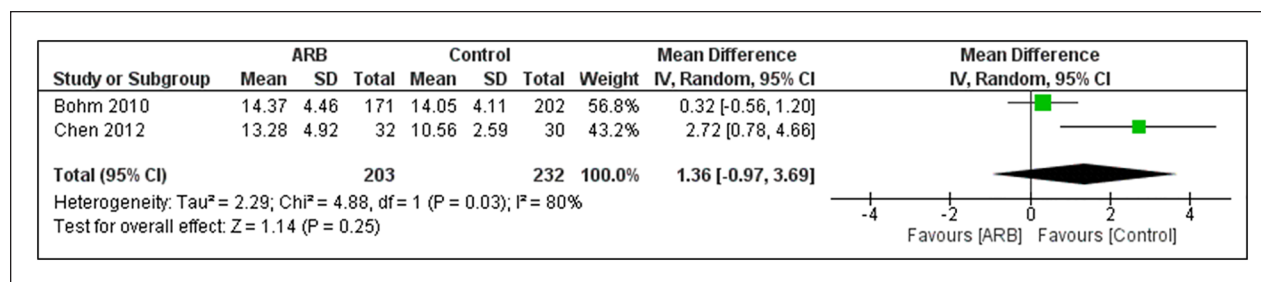 ARB Control Mean Difference Mean Difference
Study or Subgroup Mean SD Total Mean SD Total Weight IV, Random, 95% CI IV, Random, 95% CI
Bohm 2010 14.37 4.46 171 14.05 4.11 202 56.8% 0.32 [-0.56, 1.20]
Chen 2012 13.28 4.92 32 10.56 2.59 30 43.2% 2.72 [0.78, 4.66]
Total (95% CI) 203 232 100.0% 1.36 [-0.97, 3.69]
Heterogeneity: Tau² = 2.29; Chi² = 4.88, df = 1 (P = 0.03); I² = 80%
Test for overall effect: Z = 1.14 (P = 0.25)
-4 -2 0 2 4
Favours [ARB] Favours [Control]